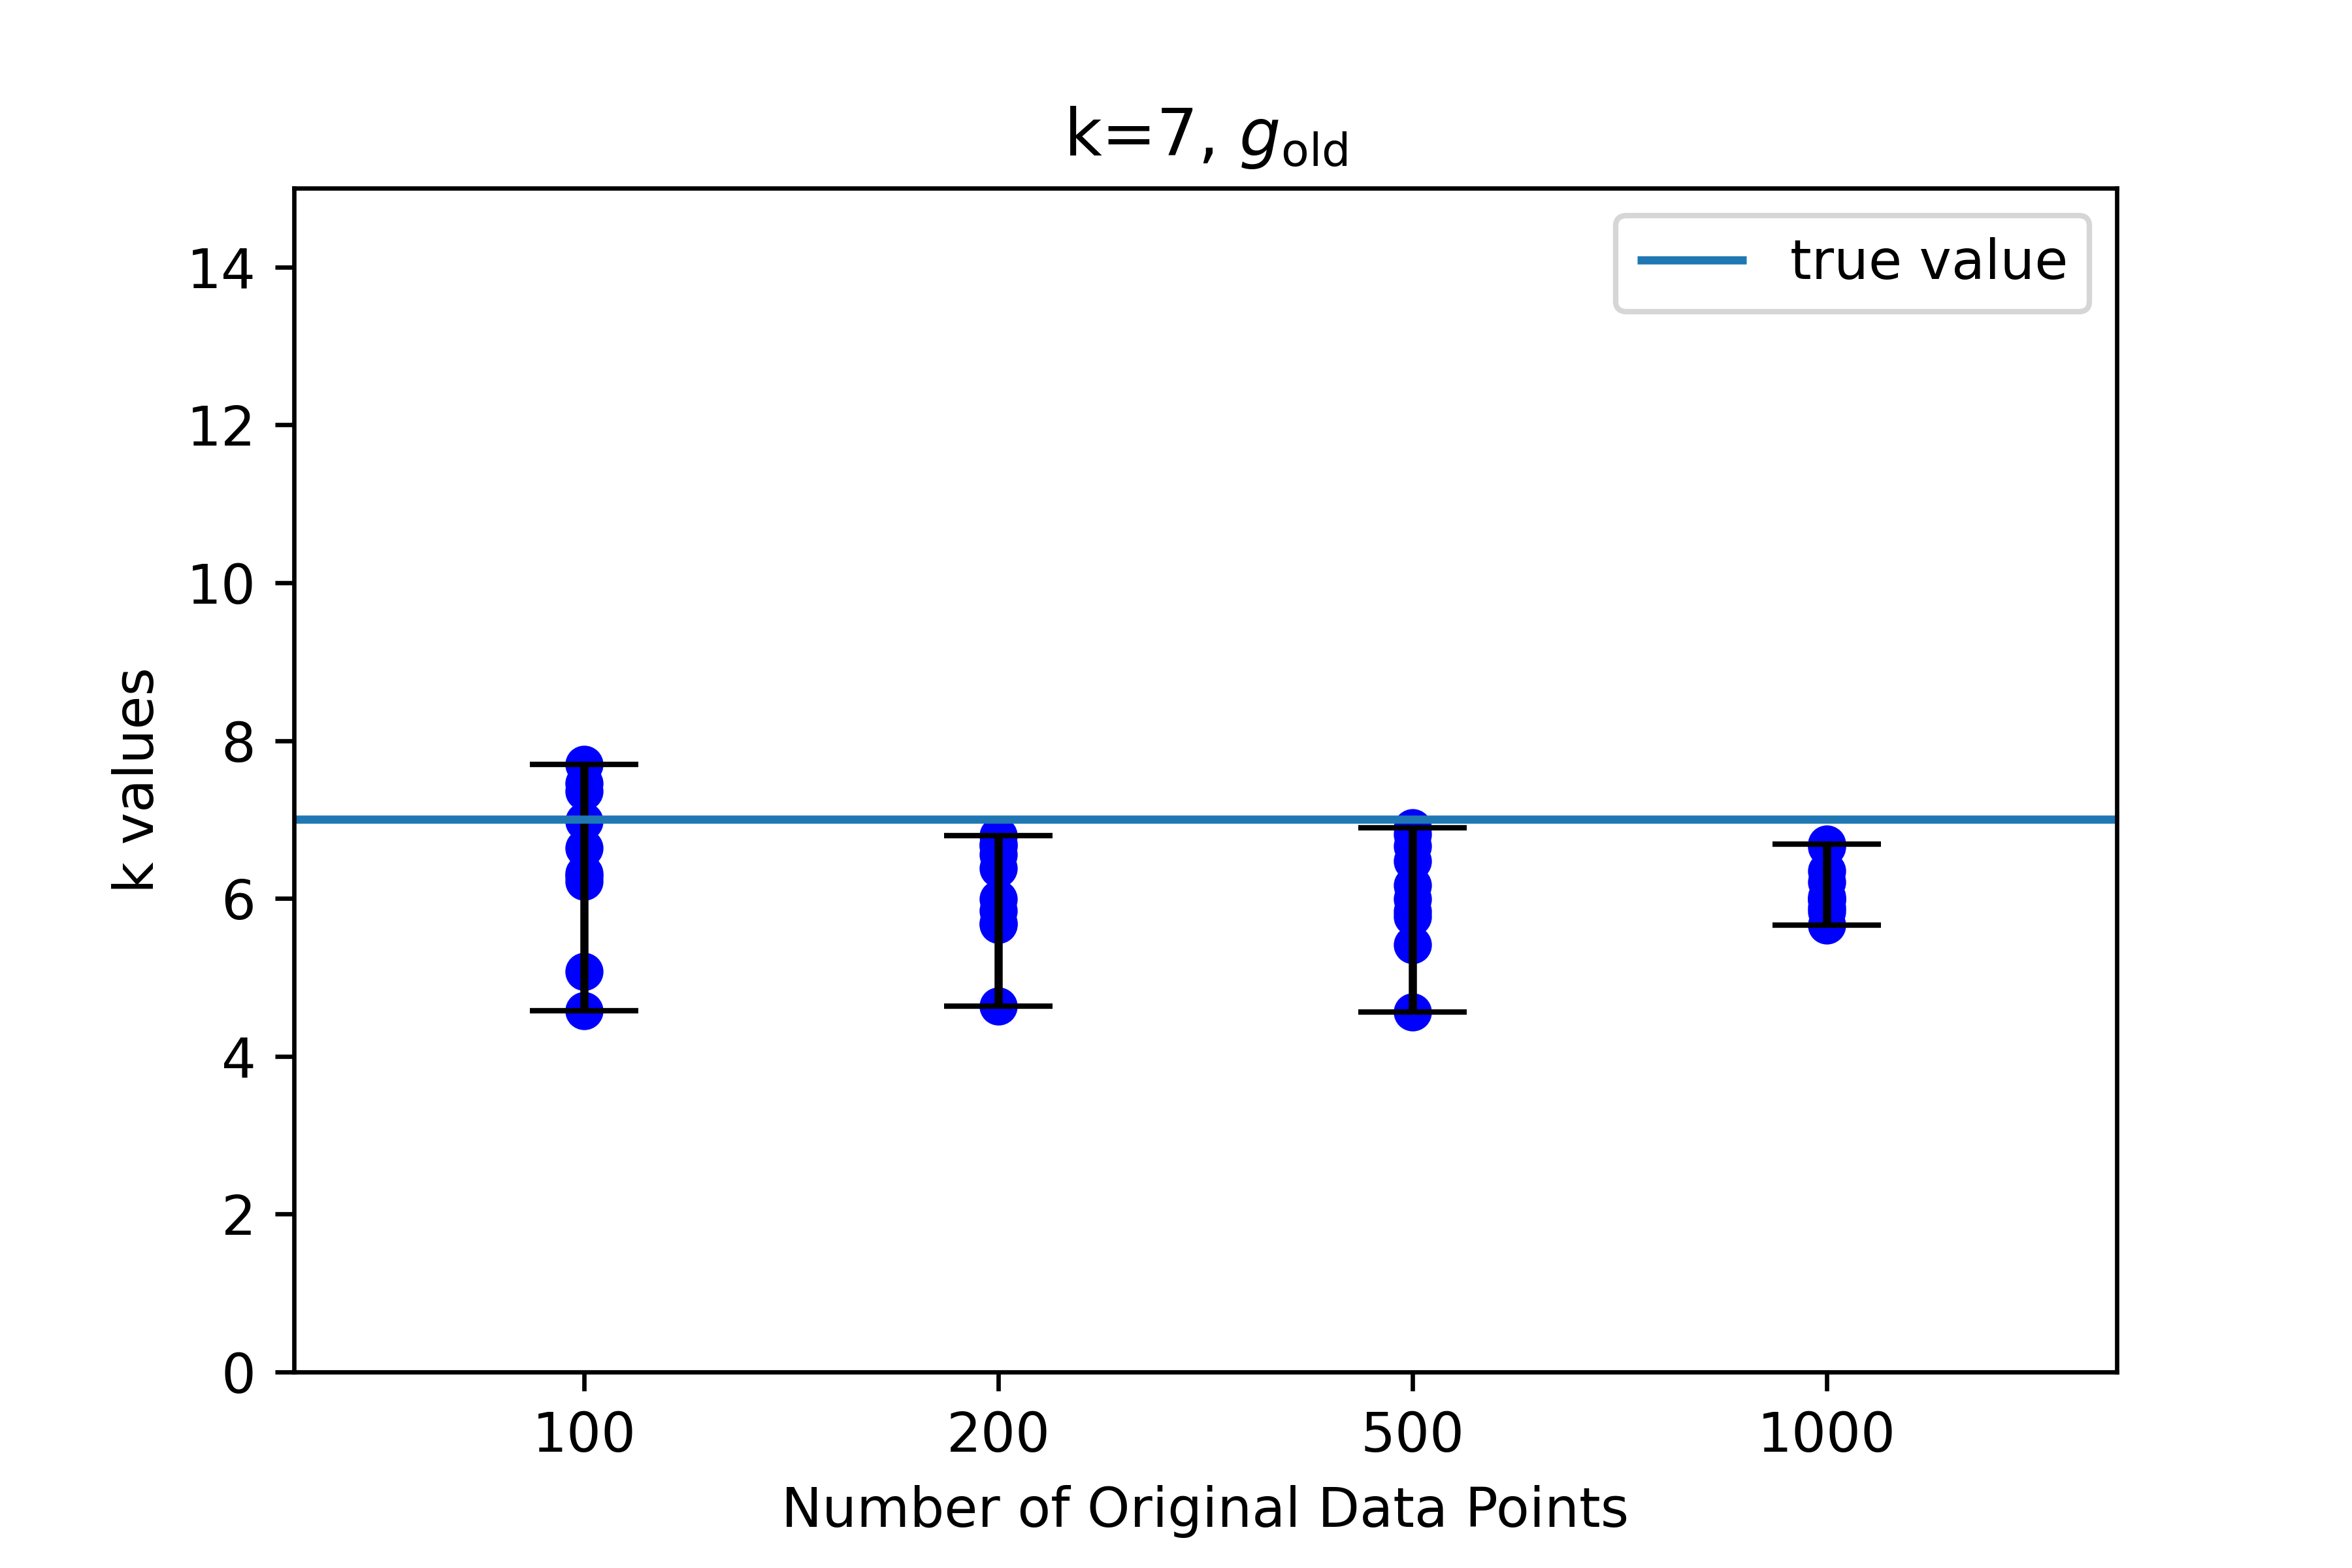 k=7, g_old
true value
14
12
10
8
6
4
2
0
k values
100 200 500 1000
Number of Original Data Points